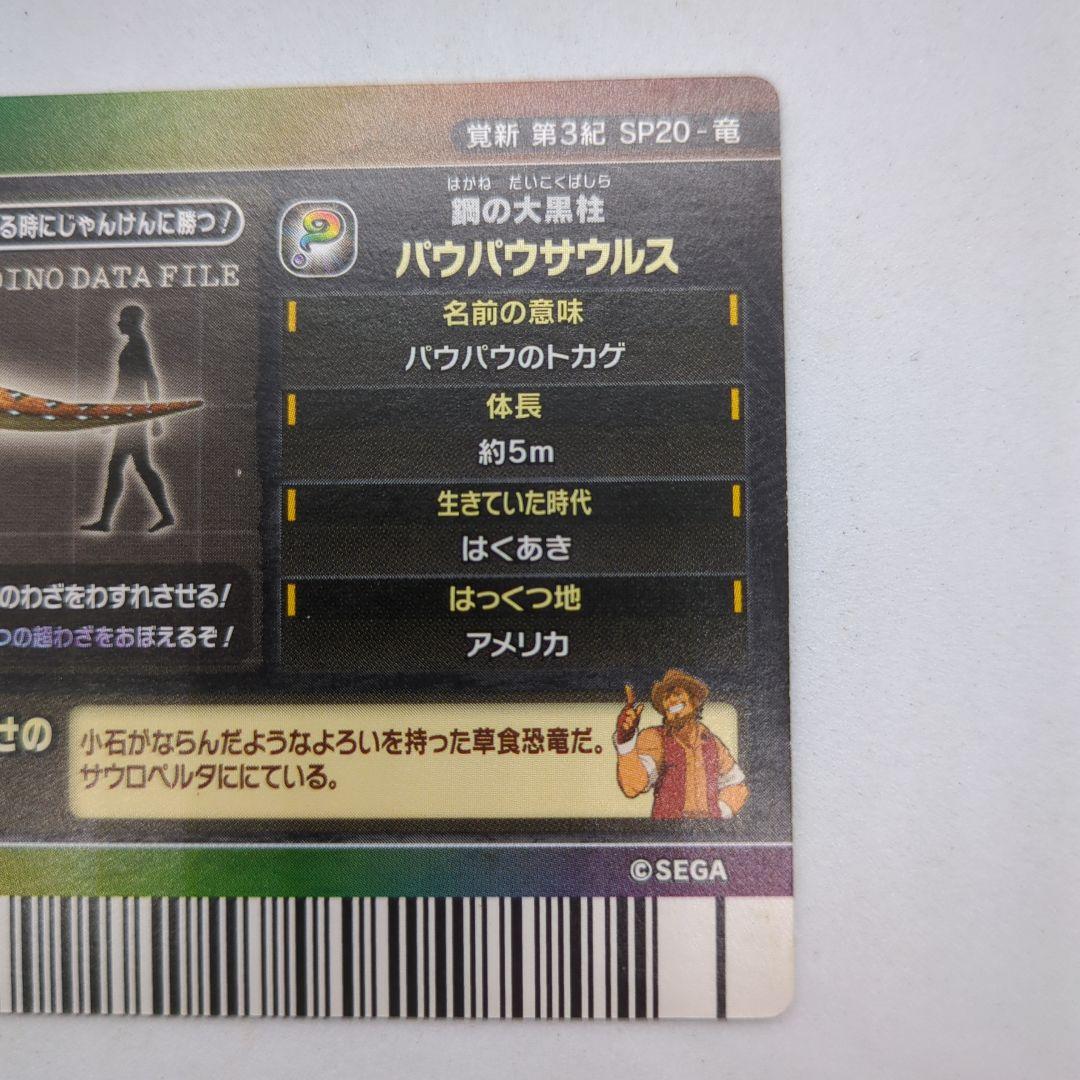 覚新 第3紀 SP20-竜
る時にじゃんけんに勝つ!
DINO DATA FILE
はがね だいこくばしら
鋼の大黒柱
パウパウサウルス
名前の意味
パウパウのトカゲ
体長
約5m
生きていた時代
はくあき
はっくつ地
アメリカ
のわざをわすれさせる!
つの超わざをおぼえるぞ!
せの
小石がならんだようなよろいを持った草食恐竜だ。
サウロペルタににている。
©SEGA